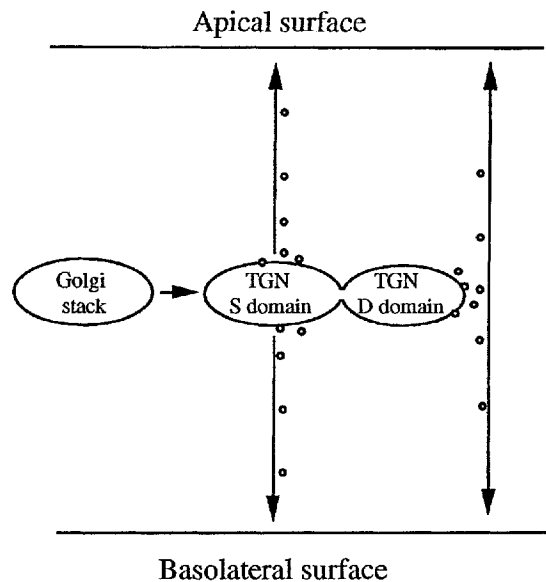 Apical surface
Golgi
stack
TGN
S domain
TGN
D domain
Basolateral surface